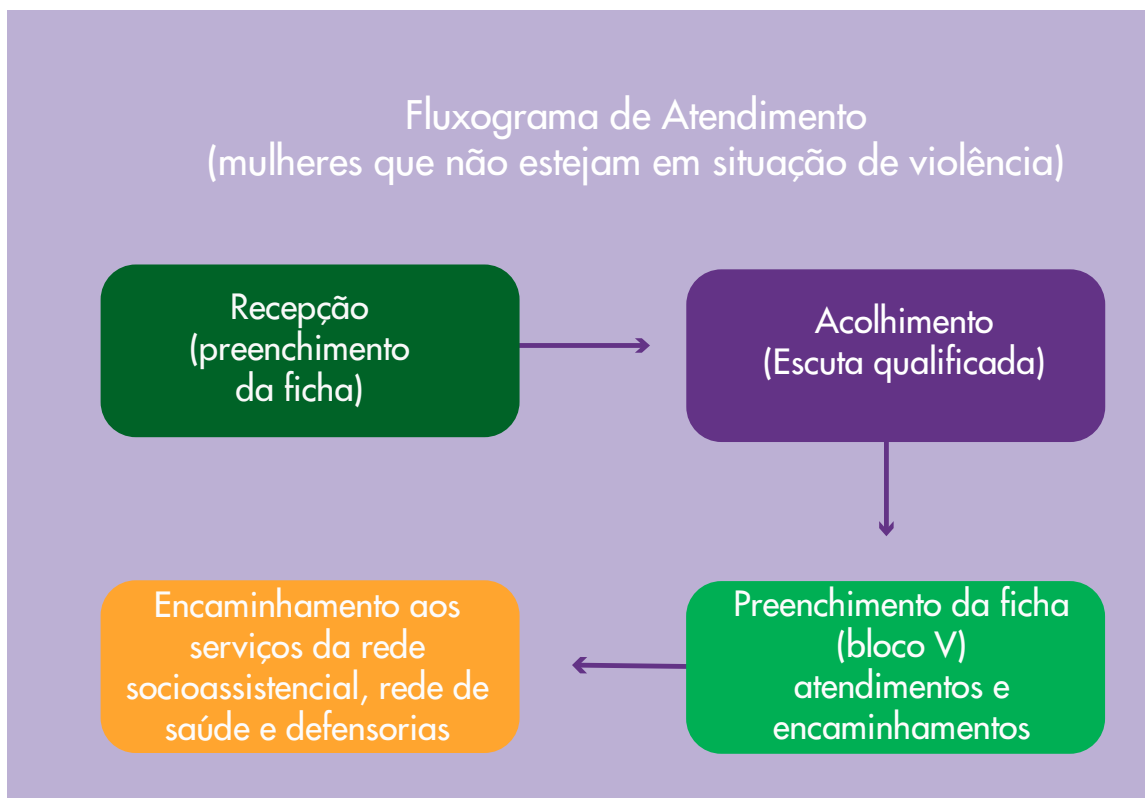 Fluxograma de Atendimento
(mulheres que não estejam em situação de violência)
Recepção
(preenchimento
da ficha)
Acolhimento
(Escuta qualificada)
Preenchimento da ficha
(bloco V)
atendimentos e
encaminhamentos
Encaminhamento aos
serviços da rede
socioassistencial, rede de
saúde e defensorias